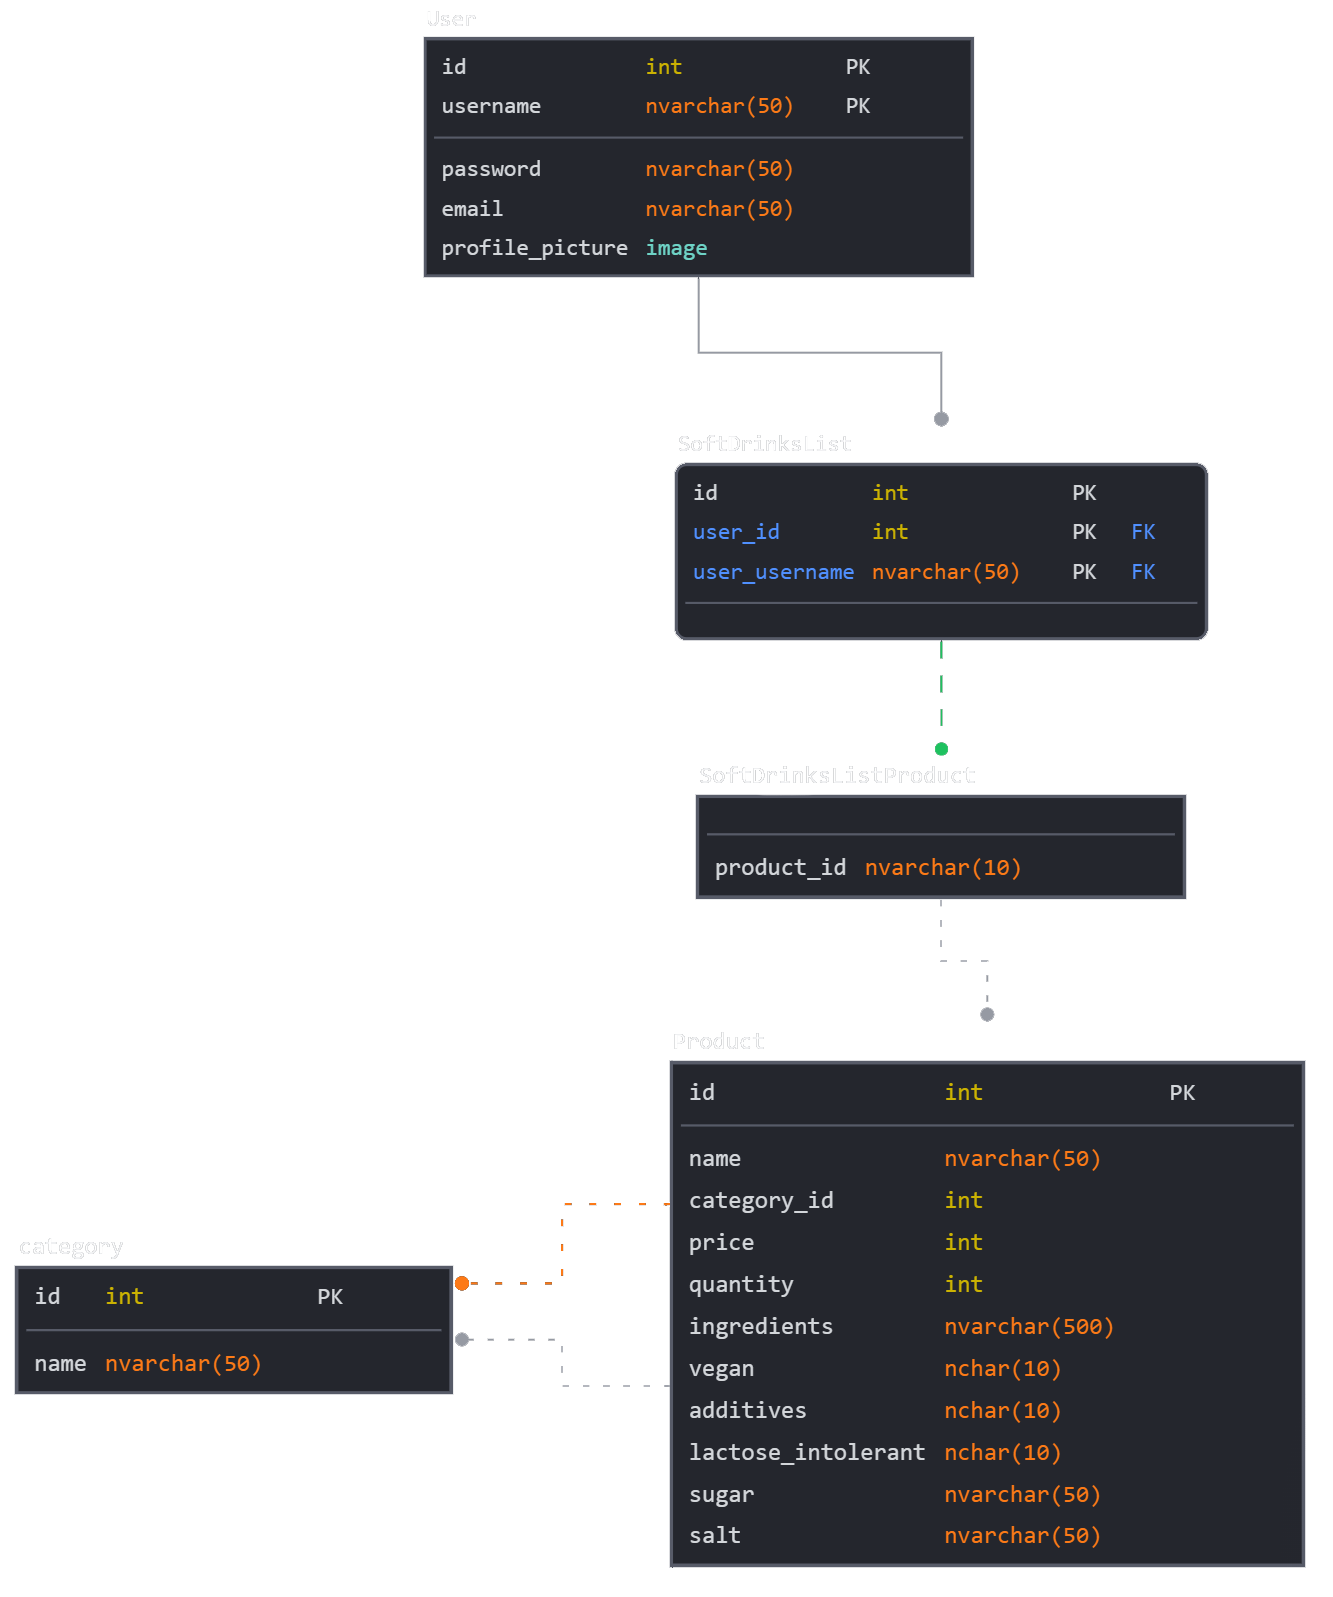 User
id int PK
username nvarchar(50) PK
password nvarchar(50)
email nvarchar(50)
profile_picture image
SoftDrinksList
id int PK
user_id int PK FK
user_username nvarchar(50) PK FK
SoftDrinksListProduct
product_id nvarchar(10)
Product
id int PK
name nvarchar(50)
category_id int
price int
quantity int
ingredients nvarchar(500)
vegan nchar(10)
additives nchar(10)
lactose_intolerant nchar(10)
sugar nvarchar(50)
salt nvarchar(50)
category
id int PK
name nvarchar(50)